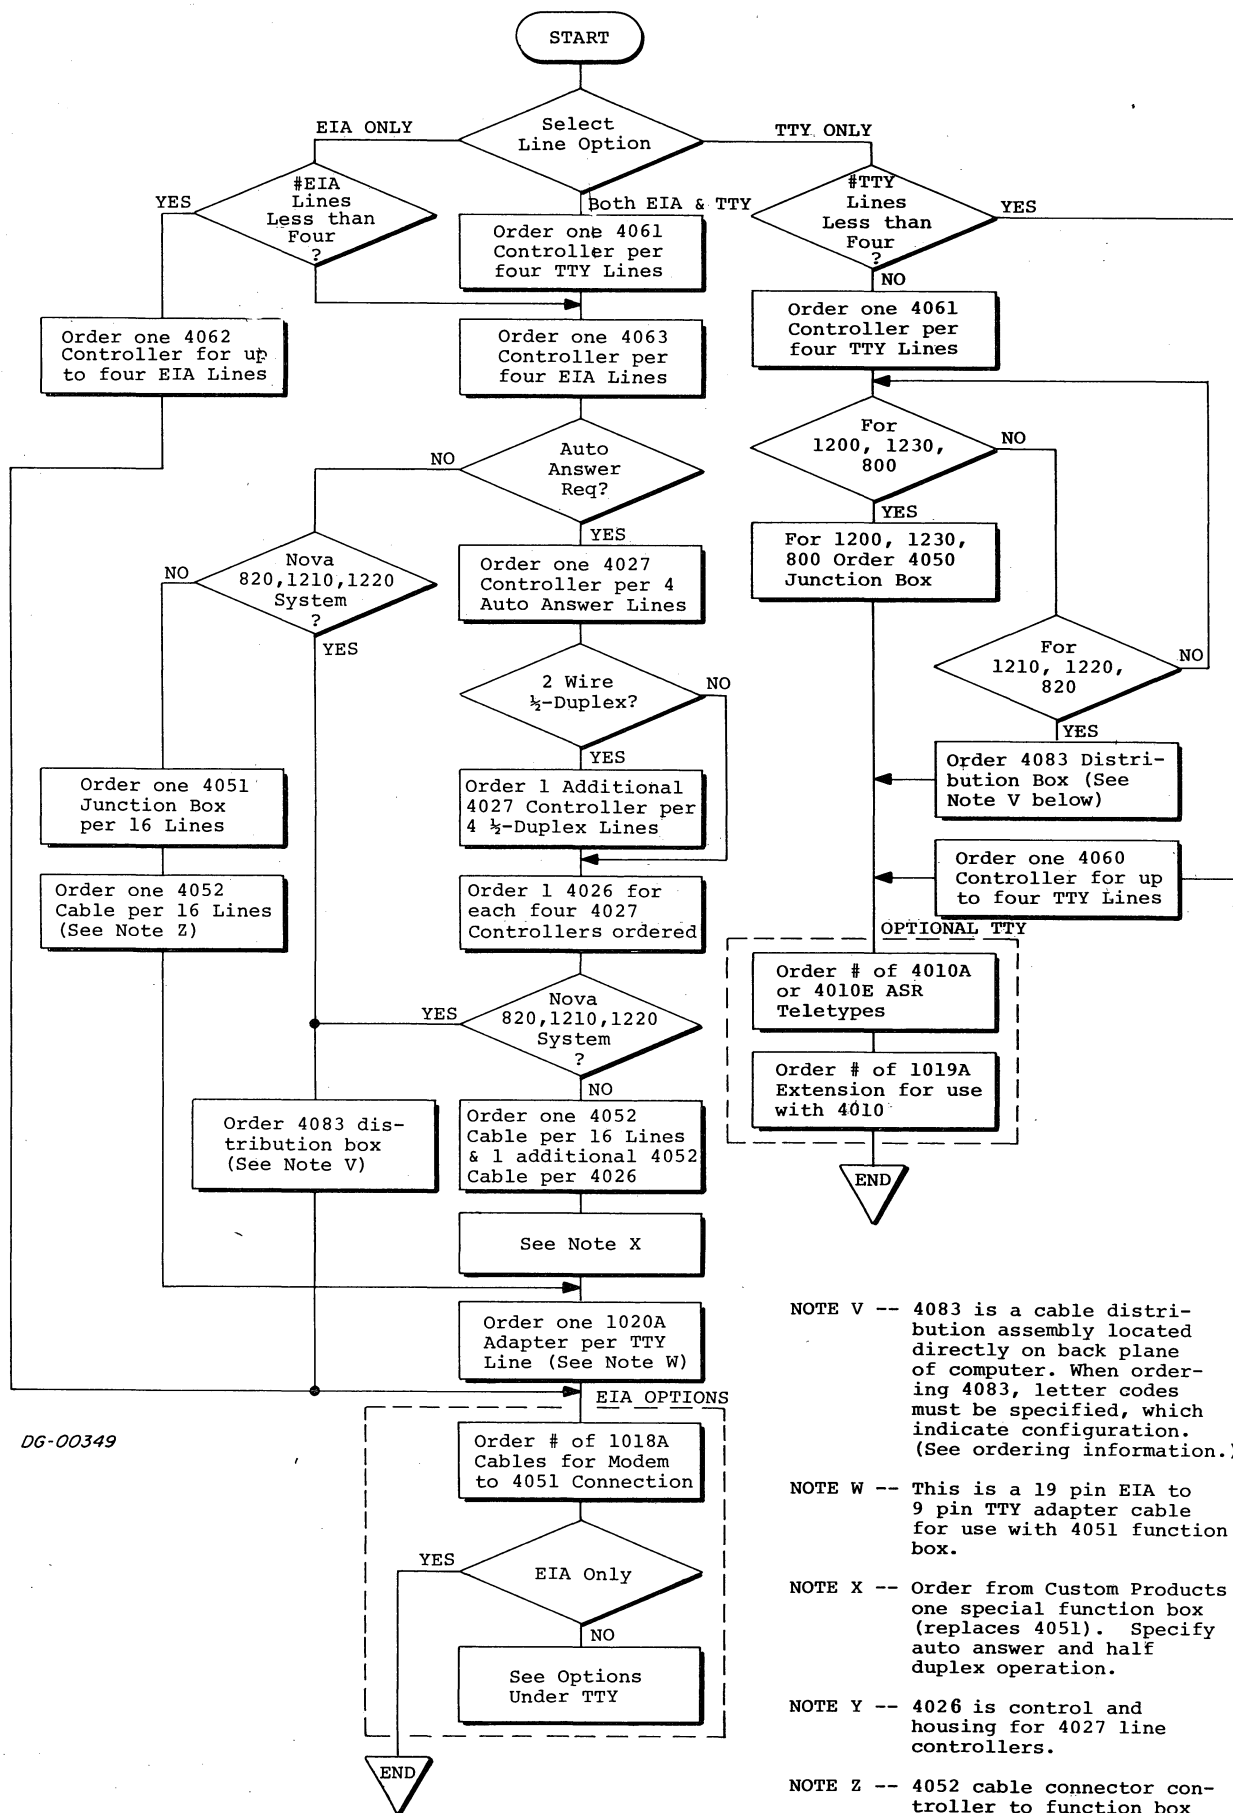 START
Select
Line Option
EIA ONLY
TTY ONLY
Both EIA & TTY
#EIA
Lines
Less than
Four
?
YES
#TTY
Lines
Less than
Four
?
YES
NO
Order one 4061
Controller per
four TTY Lines
Order one 4061
Controller per
four TTY Lines
Order one 4062
Controller for up
to four EIA Lines
Order one 4063
Controller per
four EIA Lines
For
1200, 1230,
800
NO
YES
Auto
Answer
Req?
NO
YES
For 1200, 1230,
800 Order 4050
Junction Box
Nova
820,1210,1220
System
?
NO
YES
Order one 4027
Controller per 4
Auto Answer Lines
For
1210, 1220,
820
NO
YES
2 Wire
½-Duplex?
NO
YES
Order 4083 Distri-
bution Box (See
Note V below)
Order one 4051
Junction Box
per 16 Lines
Order 1 Additional
4027 Controller per
4 ½-Duplex Lines
Order one 4060
Controller for up
to four TTY Lines
Order one 4052
Cable per 16 Lines
(See Note Z)
Order 1 4026 for
each four 4027
Controllers ordered
OPTIONAL TTY
Order # of 4010A
or 4010E ASR
Teletypes
Nova
820,1210,1220
System
?
YES
NO
Order # of 1019A
Extension for use
with 4010
Order 4083 dis-
tribution box
(See Note V)
Order one 4052
Cable per 16 Lines
& 1 additional 4052
Cable per 4026
END
See Note X
Order one 1020A
Adapter per TTY
Line (See Note W)
EIA OPTIONS
Order # of 1018A
Cables for Modem
to 4051 Connection
EIA Only
YES
NO
See Options
Under TTY
END
DG-00349
NOTE V -- 4083 is a cable distri-
bution assembly located
directly on back plane
of computer. When order-
ing 4083, letter codes
must be specified, which
indicate configuration.
(See ordering information.)
NOTE W -- This is a 19 pin EIA to
9 pin TTY adapter cable
for use with 4051 function
box.
NOTE X -- Order from Custom Products
one special function box
(replaces 4051). Specify
auto answer and half
duplex operation.
NOTE Y -- 4026 is control and
housing for 4027 line
controllers.
NOTE Z -- 4052 cable connector con-
troller to function box